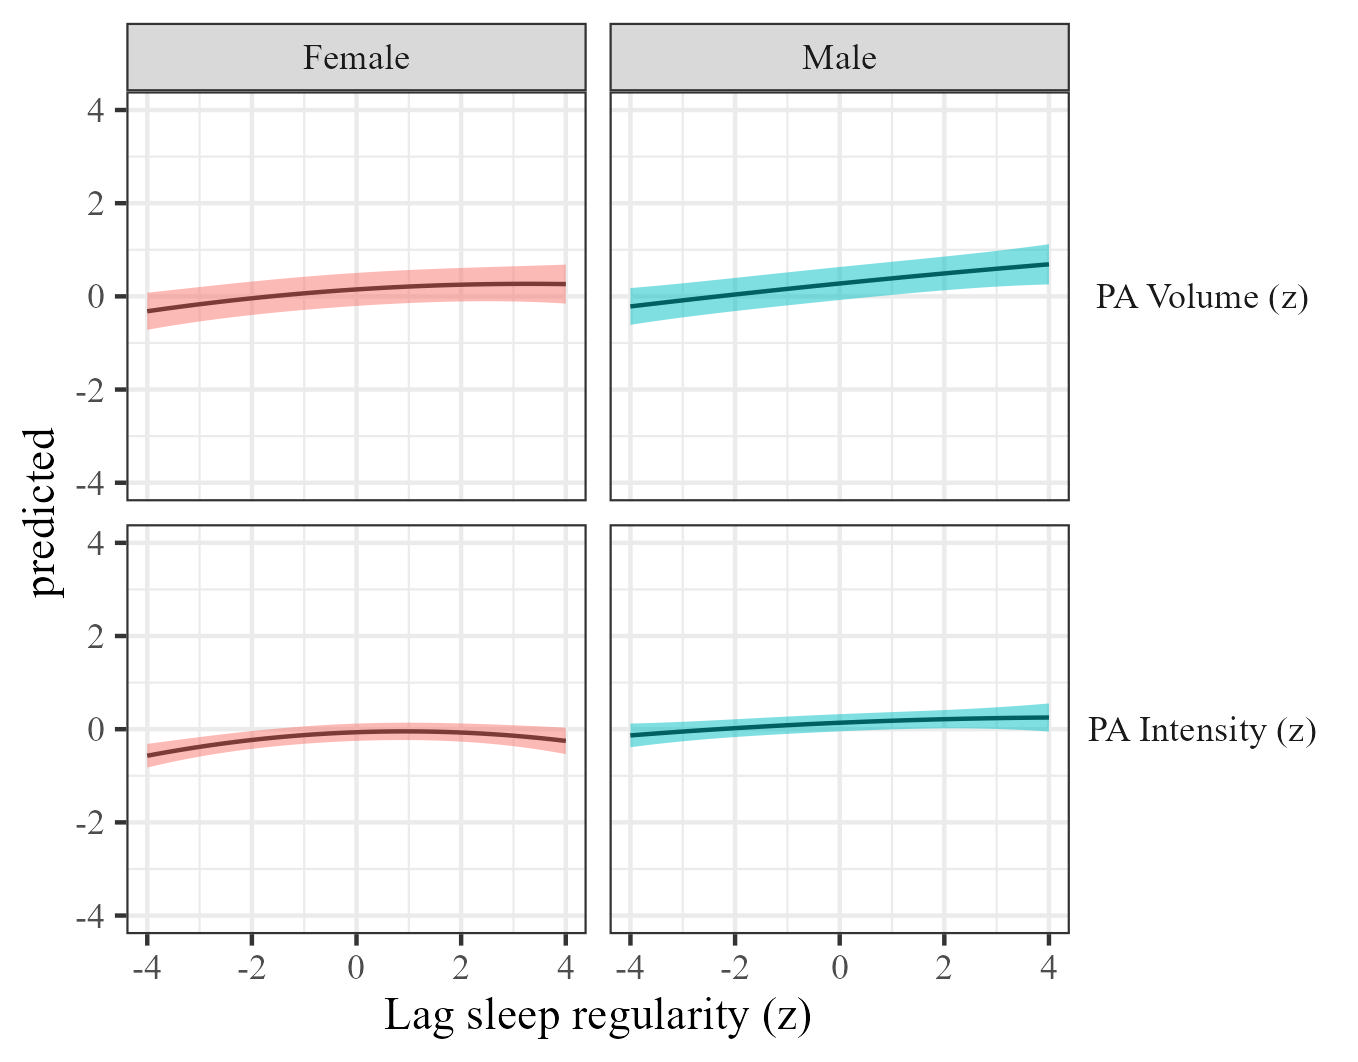 Female
Male
4
2
0
-2
-4
PA Volume (z)
predicted
4
2
0
-2
-4
PA Intensity (z)
-4 -2 0 2 4 -4 -2 0 2 4
Lag sleep regularity (z)